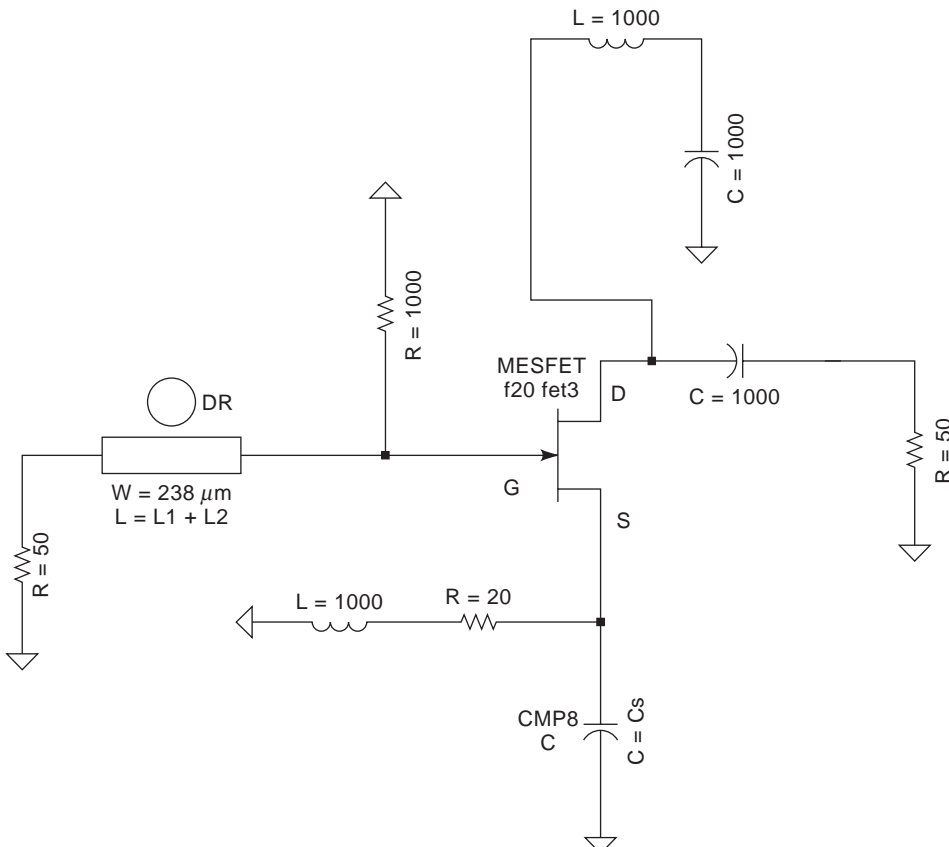 L = 1000
C = 1000
R = 1000
MESFET
f20 fet3
D
C = 1000
DR
R = 50
G
W = 238 μm
L = L1 + L2
S
R = 50
L = 1000
R = 20
CMP8
C
C = Cs